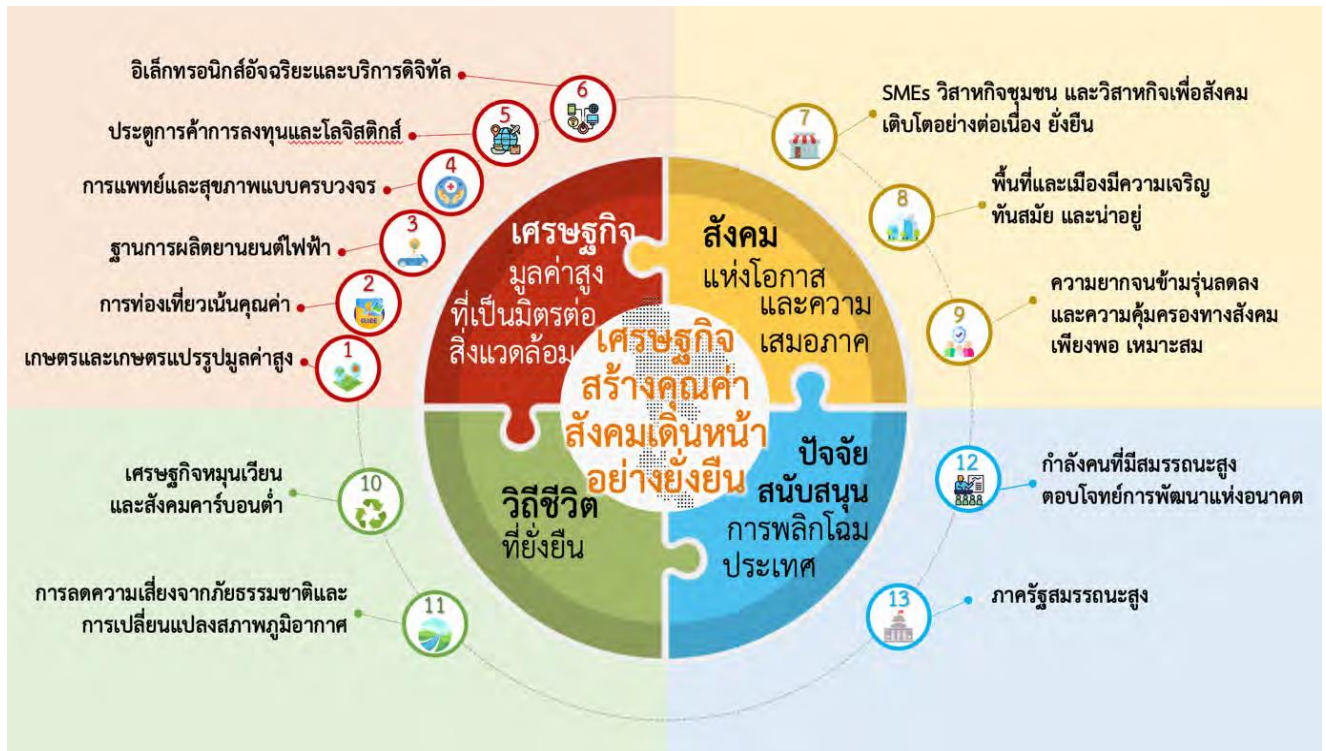 อิเล็กทรอนิกส์อัจฉริยะและบริการดิจิทัล
6
ประตูการค้าการลงทุนและโลจิสติกส์
5
การแพทย์และสุขภาพแบบครบวงจร
4
ฐานการผลิตยานยนต์ไฟฟ้า
3
การท่องเที่ยวเน้นคุณค่า
2
GUIDE
เกษตรและเกษตรแปรรูปมูลค่าสูง
1
7
SMEs วิสาหกิจชุมชน และวิสาหกิจเพื่อสังคม
เติบโตอย่างต่อเนื่อง ยั่งยืน
8
พื้นที่และเมืองมีความเจริญ
ทันสมัย และน่าอยู่
9
ความยากจนข้ามรุ่นลดลง
และความคุ้มครองทางสังคม
เพียงพอ เหมาะสม
เศรษฐกิจ
มูลค่าสูง
ที่เป็นมิตรต่อ
สิ่งแวดล้อม
สังคม
แห่งโอกาส
และความ
เสมอภาค
เศรษฐกิจ
สร้างคุณค่า
สังคมเดินหน้า
อย่างยั่งยืน
วิถีชีวิต
ที่ยั่งยืน
ปัจจัย
สนับสนุน
การพลิกโฉม
ประเทศ
เศรษฐกิจหมุนเวียน
และสังคมคาร์บอนต่ำ
10
การลดความเสี่ยงจากภัยธรรมชาติและ
การเปลี่ยนแปลงสภาพภูมิอากาศ
11
12
กำลังคนที่มีสมรรถนะสูง
ตอบโจทย์การพัฒนาแห่งอนาคต
13
ภาครัฐสมรรถนะสูง